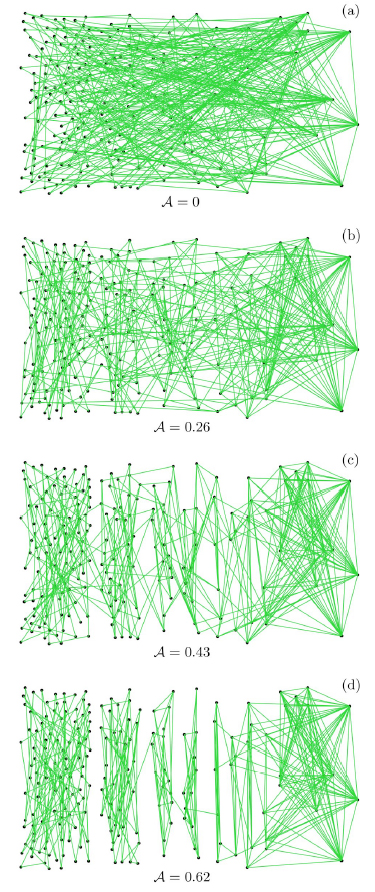 (a)
𝒜 = 0
(b)
𝒜 = 0.26
(c)
𝒜 = 0.43
(d)
𝒜 = 0.62